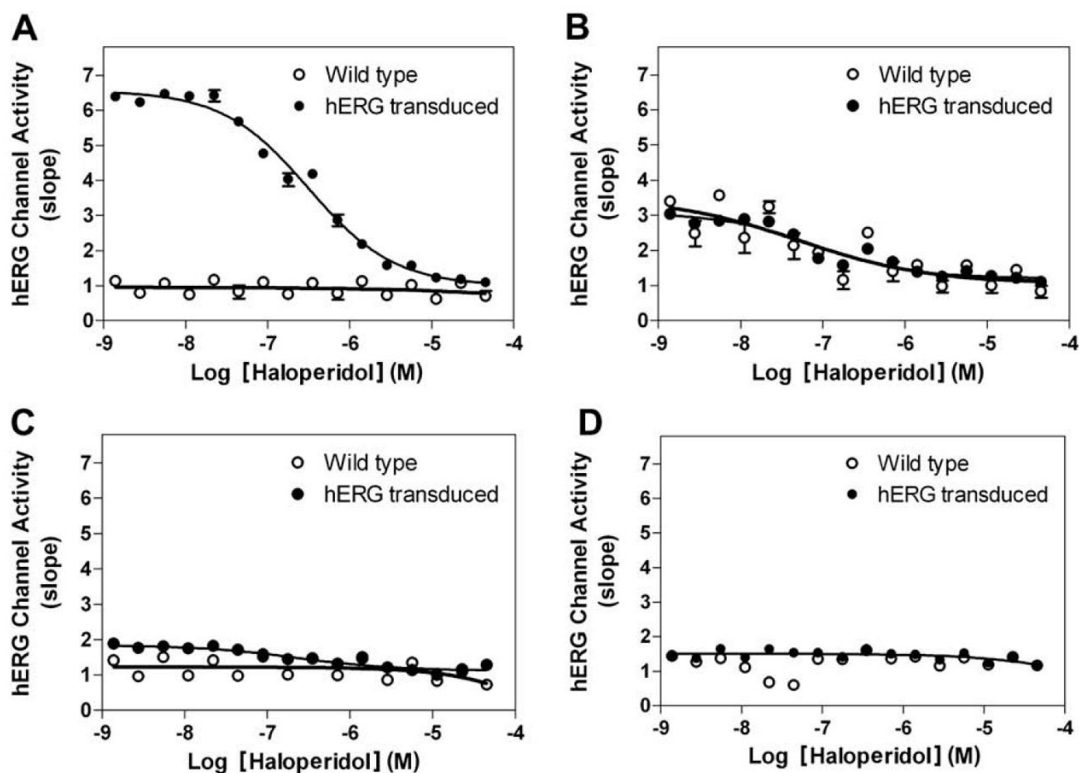 A
hERG Channel Activity
(slope)
7
6
5
4
3
2
1
0
Wild type
hERG transduced
-9 -8 -7 -6 -5 -4
Log [Haloperidol] (M)
B
hERG Channel Activity
(slope)
7
6
5
4
3
2
1
0
Wild type
hERG transduced
-9 -8 -7 -6 -5 -4
Log [Haloperidol] (M)
C
hERG Channel Activity
(slope)
7
6
5
4
3
2
1
0
Wild type
hERG transduced
-9 -8 -7 -6 -5 -4
Log [Haloperidol] (M)
D
hERG Channel Activity
(slope)
7
6
5
4
3
2
1
0
Wild type
hERG transduced
-9 -8 -7 -6 -5 -4
Log [Haloperidol] (M)